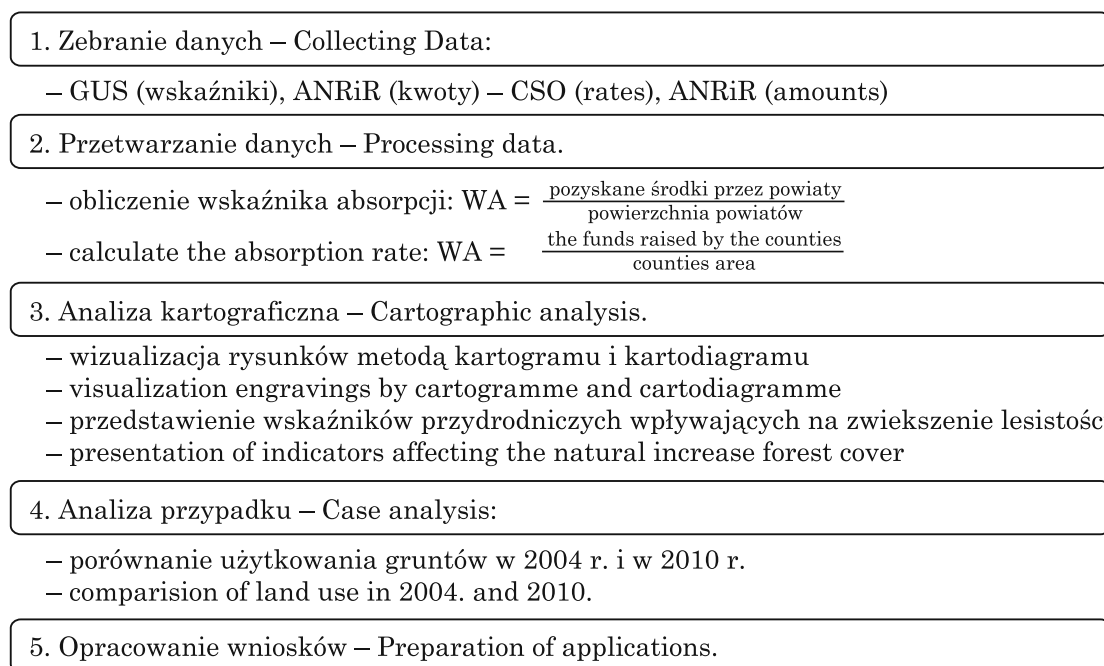 1. Zebranie danych – Collecting Data:
– GUS (wskaźniki), ANRiR (kwoty) – CSO (rates), ANRiR (amounts)
2. Przetwarzanie danych – Processing data.
– obliczenie wskaźnika absorpcji: WA = pozyskane środki przez powiaty / powierzchnia powiatów
– calculate the absorption rate: WA = the funds raised by the counties / counties area
3. Analiza kartograficzna – Cartographic analysis.
– wizualizacja rysunków metodą kartogramu i kartodiagramu
– visualization engravings by cartogramme and cartodiagramme
– przedstawienie wskaźników przydrodniczych wpływających na zwiekszenie lesistośc
– presentation of indicators affecting the natural increase forest cover
4. Analiza przypadku – Case analysis:
– porównanie użytkowania gruntów w 2004 r. i w 2010 r.
– comparision of land use in 2004. and 2010.
5. Opracowanie wniosków – Preparation of applications.